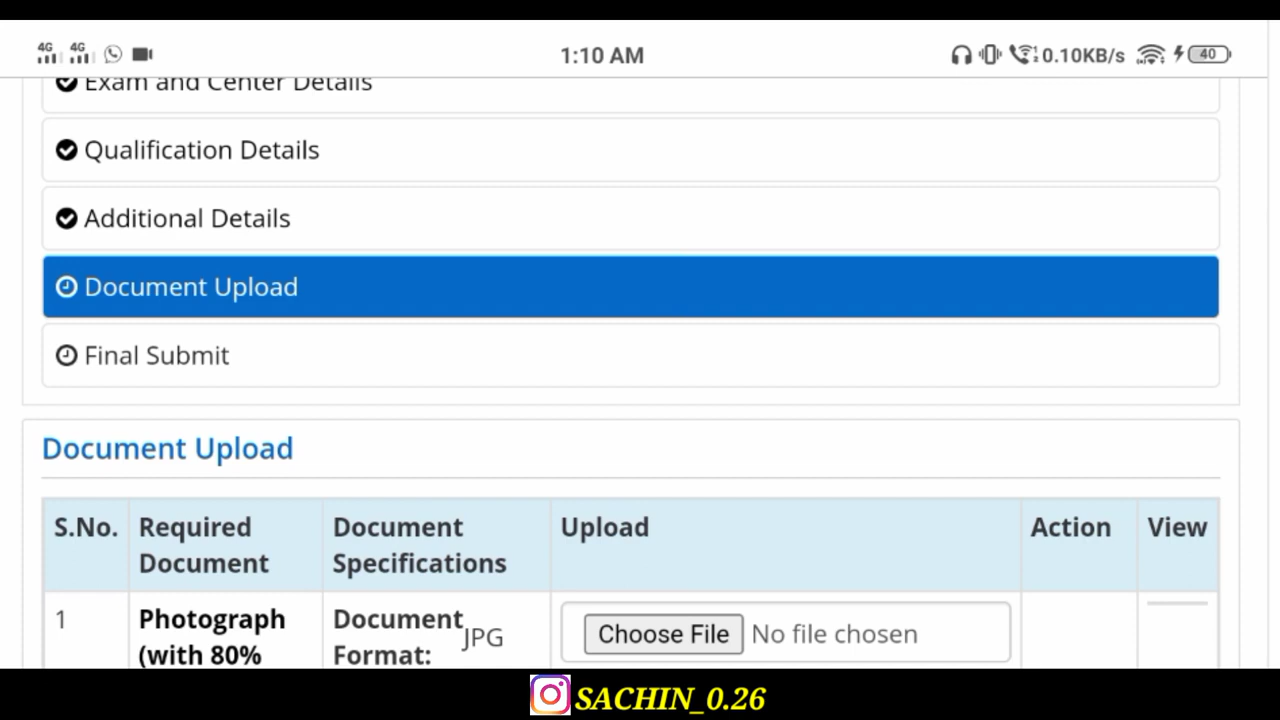 4G 4G 1:10 AM 0.10KB/s 40
Exam and Center Details
Qualification Details
Additional Details
Document Upload
Final Submit
Document Upload
S.No. Required Document Document Specifications Upload Action View
1 Photograph (with 80% Document Format: JPG Choose File No file chosen
SACHIN_0.26